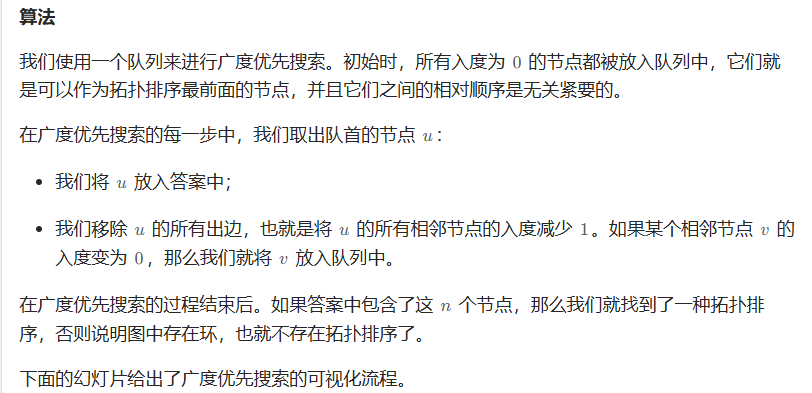 算法
我们使用一个队列来进行广度优先搜索。初始时，所有入度为 0 的节点都被放入队列中，它们就
是可以作为拓扑排序最前面的节点，并且它们之间的相对顺序是无关紧要的。
在广度优先搜索的每一步中，我们取出队首的节点 u：
• 我们将 u 放入答案中；
• 我们移除 u 的所有出边，也就是将 u 的所有相邻节点的入度减少 1。如果某个相邻节点 v 的
入度变为 0，那么我们就将 v 放入队列中。
在广度优先搜索的过程结束后。如果答案中包含了这 n 个节点，那么我们就找到了一种拓扑排
序，否则说明图中存在环，也就不存在拓扑排序了。
下面的幻灯片给出了广度优先搜索的可视化流程。